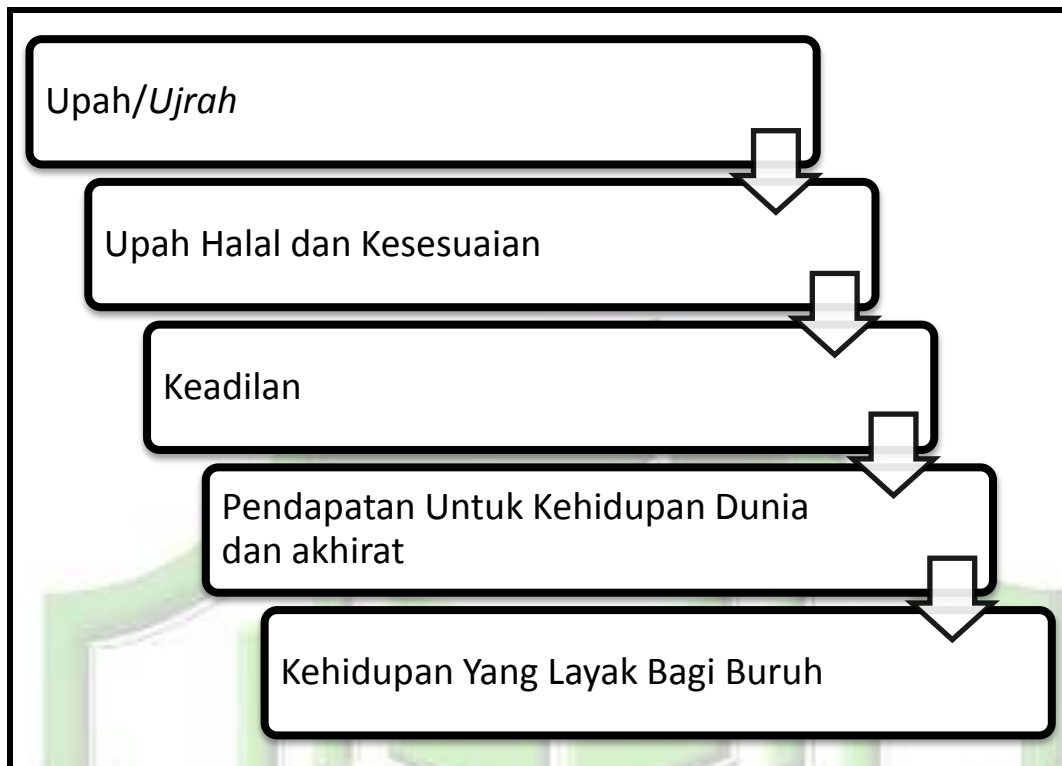 Upah/Ujrah
Upah Halal dan Kesesuaian
Keadilan
Pendapatan Untuk Kehidupan Dunia
dan akhirat
Kehidupan Yang Layak Bagi Buruh